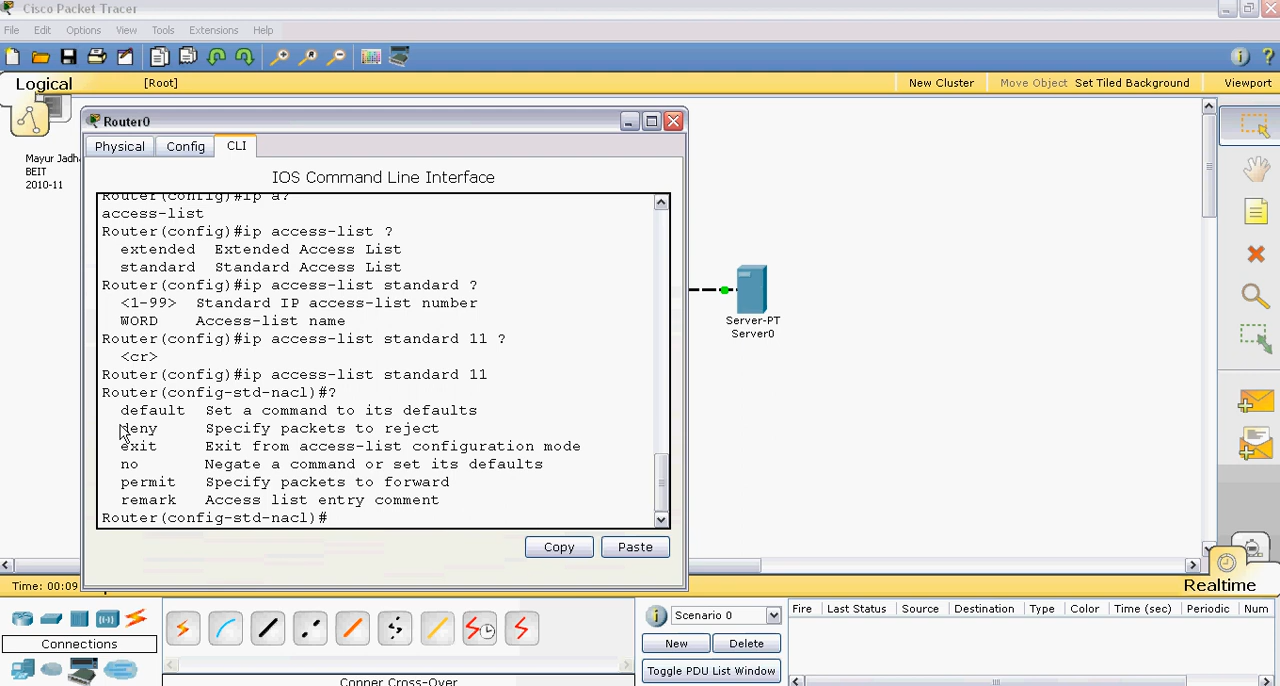 Cisco Packet Tracer
File Edit Options View Tools Extensions Help
Logical [Root] New Cluster Move Object Set Tiled Background Viewport
Mayur Jadh
BEIT
2010-11
Router0
Physical Config CLI
IOS Command Line Interface
Router(config)#ip a?
access-list
Router(config)#ip access-list ?
extended Extended Access List
standard Standard Access List
Router(config)#ip access-list standard ?
<1-99> Standard IP access-list number
WORD Access-list name
Router(config)#ip access-list standard 11 ?
<cr>
Router(config)#ip access-list standard 11
Router(config-std-nacl)#?
default Set a command to its defaults
deny Specify packets to reject
exit Exit from access-list configuration mode
no Negate a command or set its defaults
permit Specify packets to forward
remark Access list entry comment
Router(config-std-nacl)#
Copy Paste
Server-PT
Server0
Time: 00:09
Realtime
Connections
Copper Cross-Over
Scenario 0
New Delete
Toggle PDU List Window
Fire Last Status Source Destination Type Color Time (sec) Periodic Num